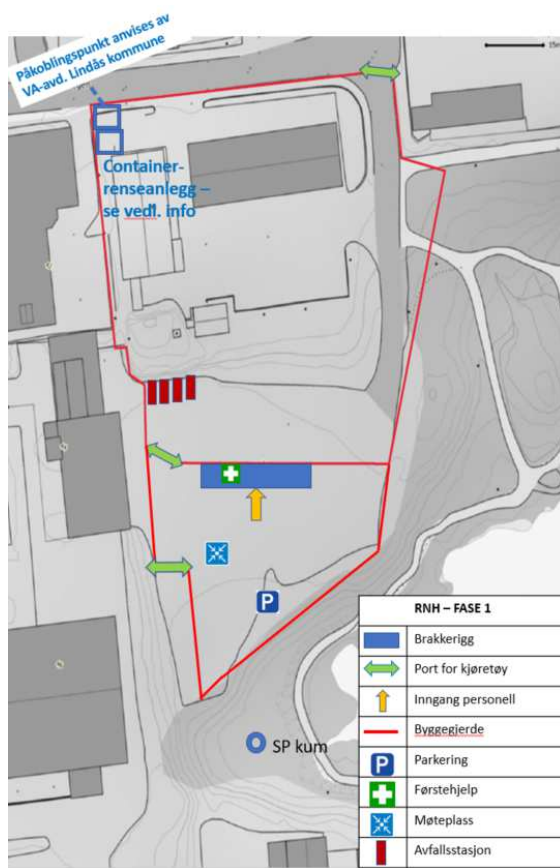 Påkoblingspunkt anvises av
VA-avd. Lindås kommune
15m
Container-
renseanlegg –
se vedl. info
P
SP kum
RNH – FASE 1
Brakkerigg
Port for kjøretøy
Inngang personell
Byggegjerde
P
Parkering
Førstehjelp
Møteplass
Avfallsstasjon